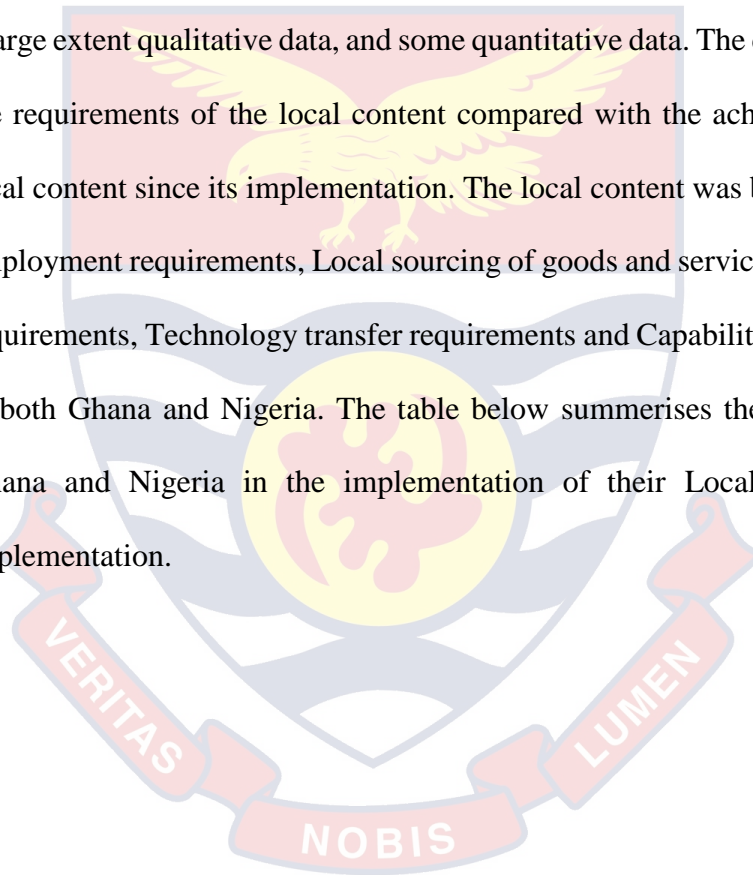 arge extent qualitative data, and some quantitative data. The
requirements of the local content compared with the ach
cal content since its implementation. The local content was
ployment requirements, Local sourcing of goods and servic
quirements, Technology transfer requirements and Capabilit
both Ghana and Nigeria. The table below summerises the
ana and Nigeria in the implementation of their Local
plementation.
VERITAS
NOBIS
LUMEN